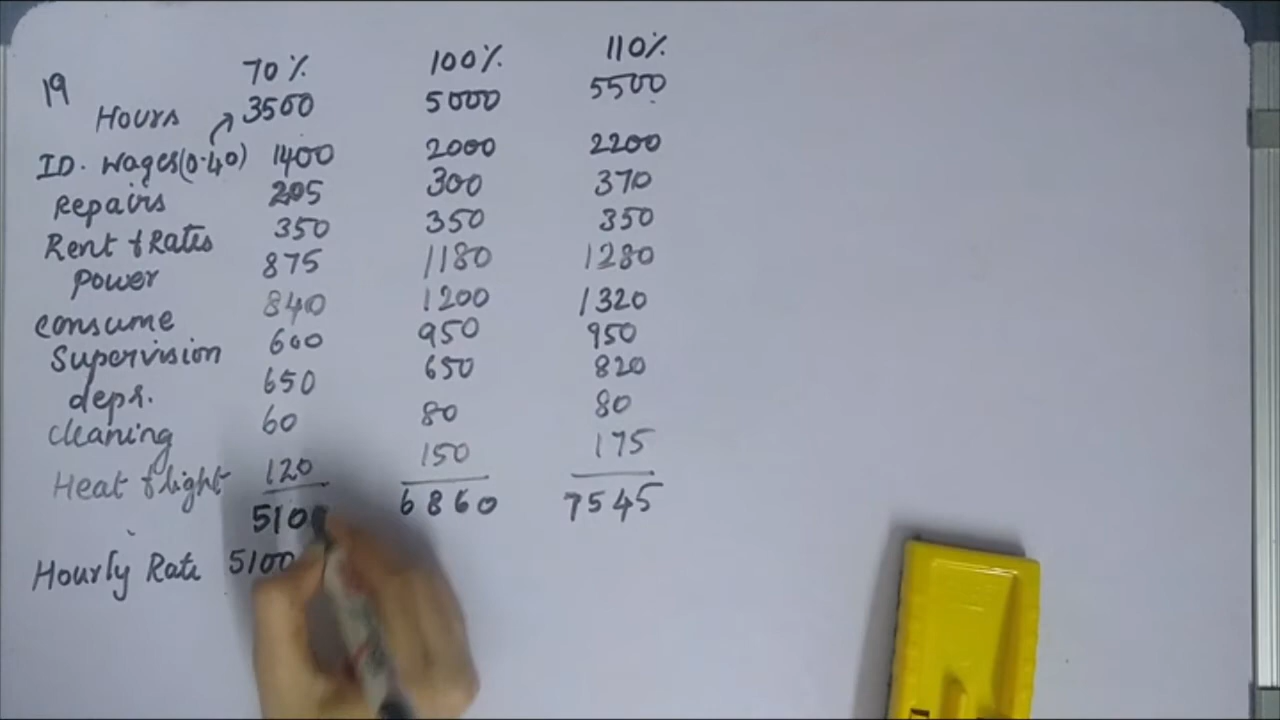 19 70% 100% 110%
Hours 3500 5000 5500
ID. wages(0.40) 1400 2000 2200
Repairs 205 300 370
Rent & Rates 350 350 350
Power 875 1180 1280
consume 840 1200 1320
Supervision 600 950 950
depr. 650 650 820
cleaning 60 80 80
Heat & light 120 150 175
5100 6860 7545
Hourly Rate 5100